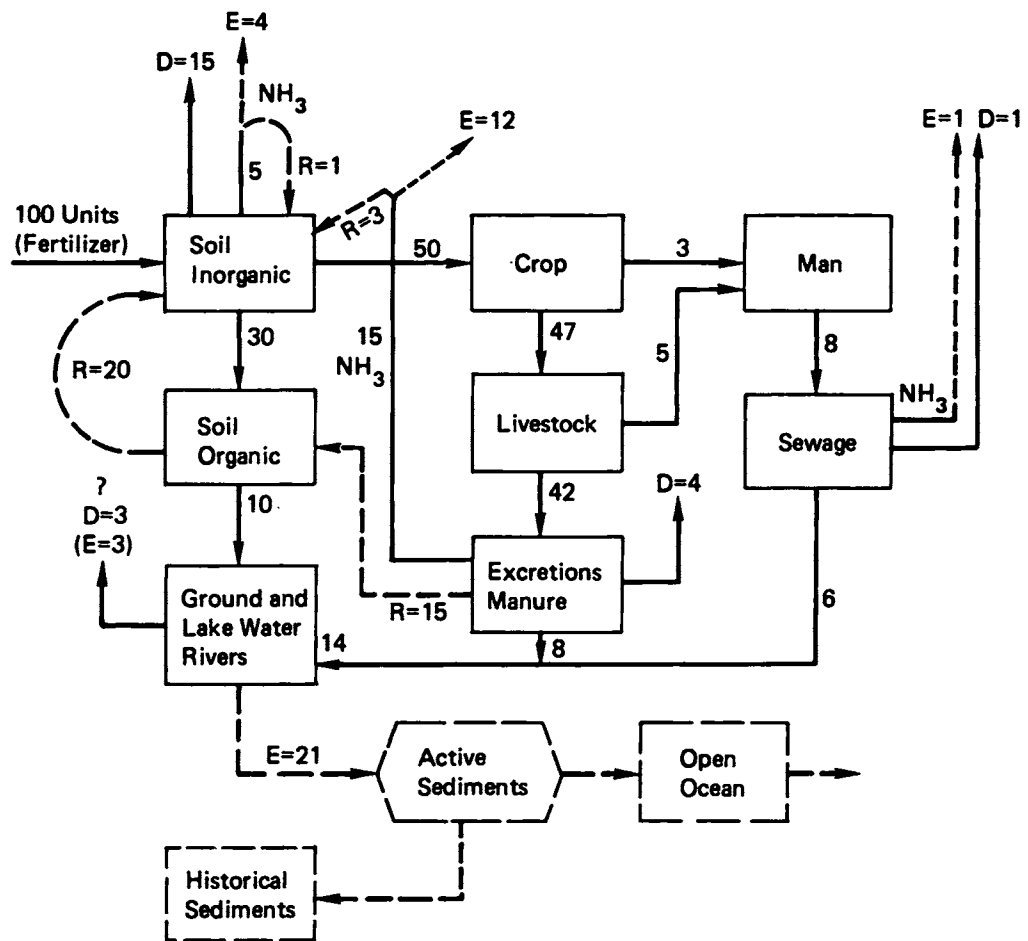 E=4
D=15
NH3
E=12
E=1 D=1
5
R=1
100 Units
(Fertilizer)
R=3
Soil
Inorganic
50
Crop
3
Man
30
15
NH3
47
5
8
R=20
NH3
Soil
Organic
Livestock
Sewage
?
D=3
(E=3)
10
42
D=4
Excretions
Manure
6
Ground and
Lake Water
Rivers
R=15
14
8
E=21
Active
Sediments
Open
Ocean
Historical
Sediments